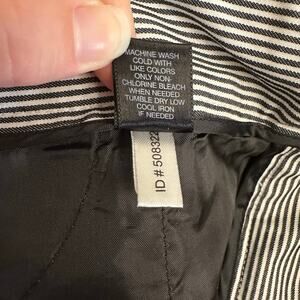 MACHINE WASH
COLD WITH
LIKE COLORS
ONLY NON-
CHLORINE BLEACH
WHEN NEEDED
TUMBLE DRY LOW
COOL IRON
IF NEEDED
ID # 508322